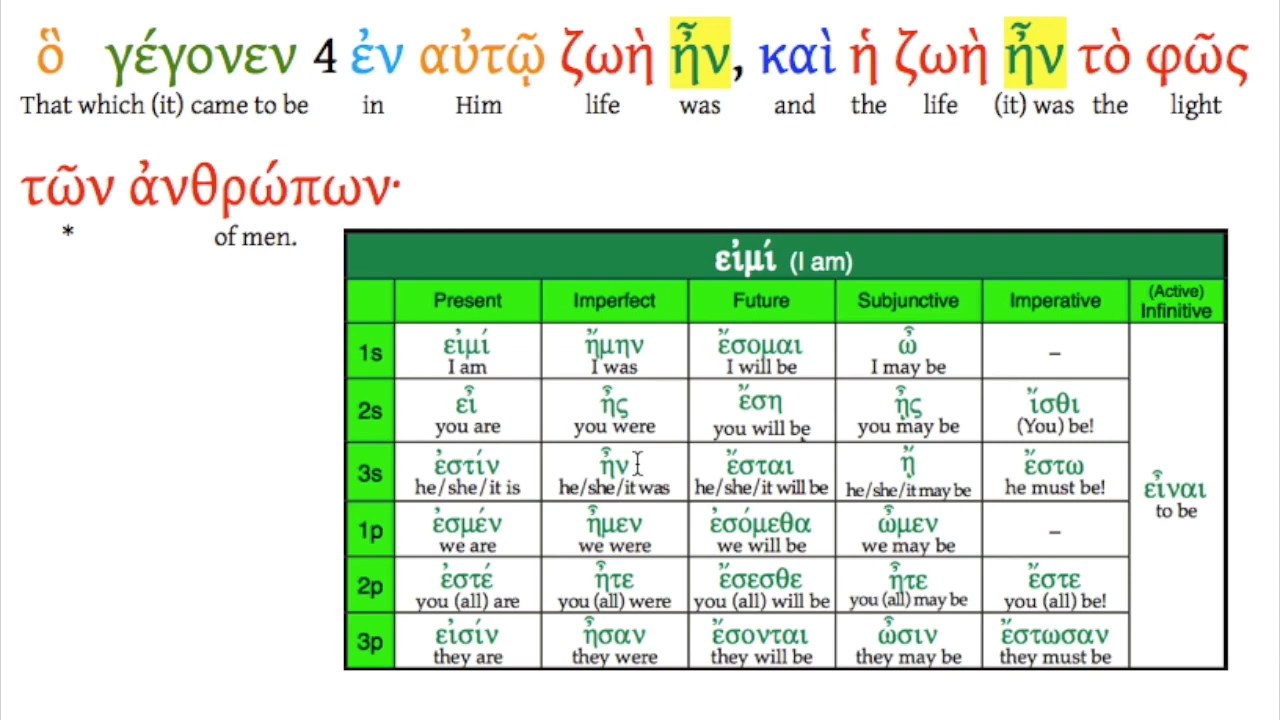 ὃ γέγονεν 4 ἐν αὐτῷ ζωὴ ἦν, καὶ ἡ ζωὴ ἦν τὸ φῶς
That which (it) came to be in Him life was and the life (it) was the light
τῶν ἀνθρώπων·
* of men.
εἰμί (I am)
Present Imperfect Future Subjunctive Imperative (Active) Infinitive
1s εἰμί ἤμην ἔσομαι ὦ –
I am I was I will be I may be
2s εἶ ἦς ἔση ᾖς ἴσθι
you are you were you will be you may be (You) be!
3s ἐστίν ἦν ἔσται ᾖ ἔστω
he/she/it is he/she/it was he/she/it will be he/she/it may be he must be!
εἶναι
to be
1p ἐσμέν ἦμεν ἐσόμεθα ὦμεν –
we are we were we will be we may be
2p ἐστέ ἦτε ἔσεσθε ἦτε ἔστε
you (all) are you (all) were you (all) will be you (all) may be you (all) be!
3p εἰσίν ἦσαν ἔσονται ὦσιν ἔστωσαν
they are they were they will be they may be they must be